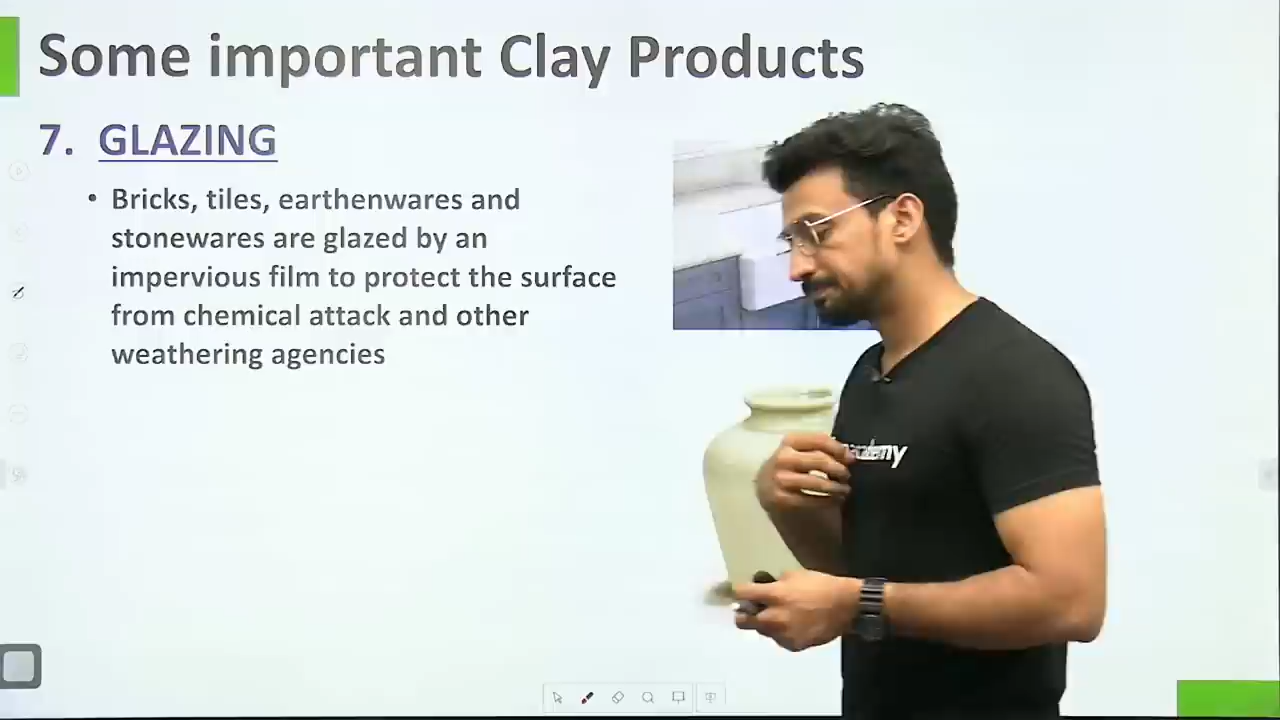 Some important Clay Products
7. GLAZING
• Bricks, tiles, earthenwares and
stonewares are glazed by an
impervious film to protect the surface
from chemical attack and other
weathering agencies